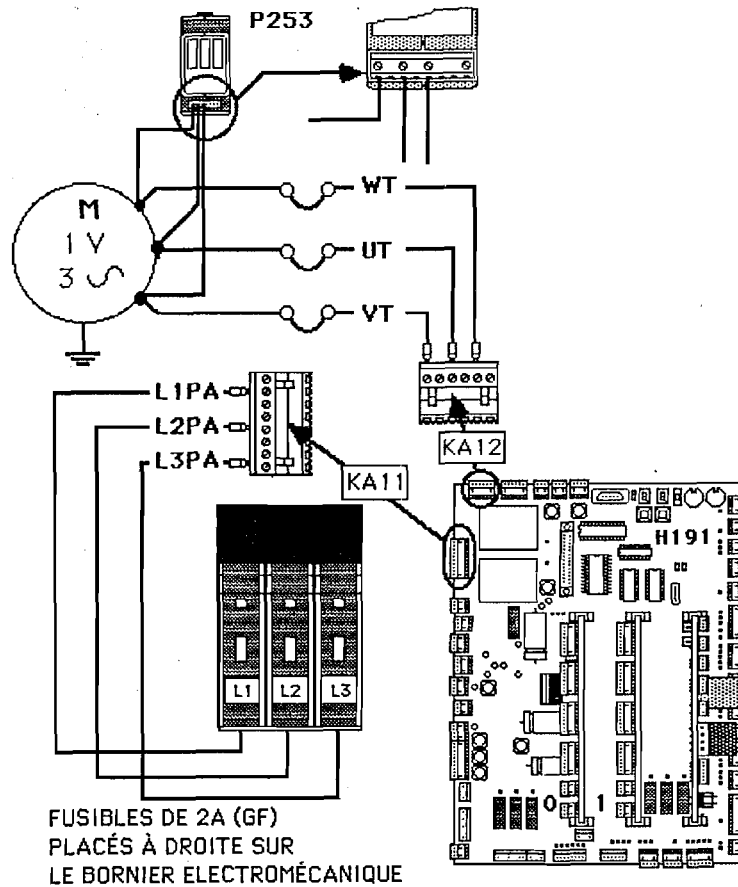 P253
M
1 V
3
WT
UT
VT
L1PA
L2PA
L3PA
KA12
KA11
H191
L1 L2 L3
0 1
FUSIBLES DE 2A (GF)
PLACÉS À DROITE SUR
LE BORNIER ELECTROMÉCANIQUE